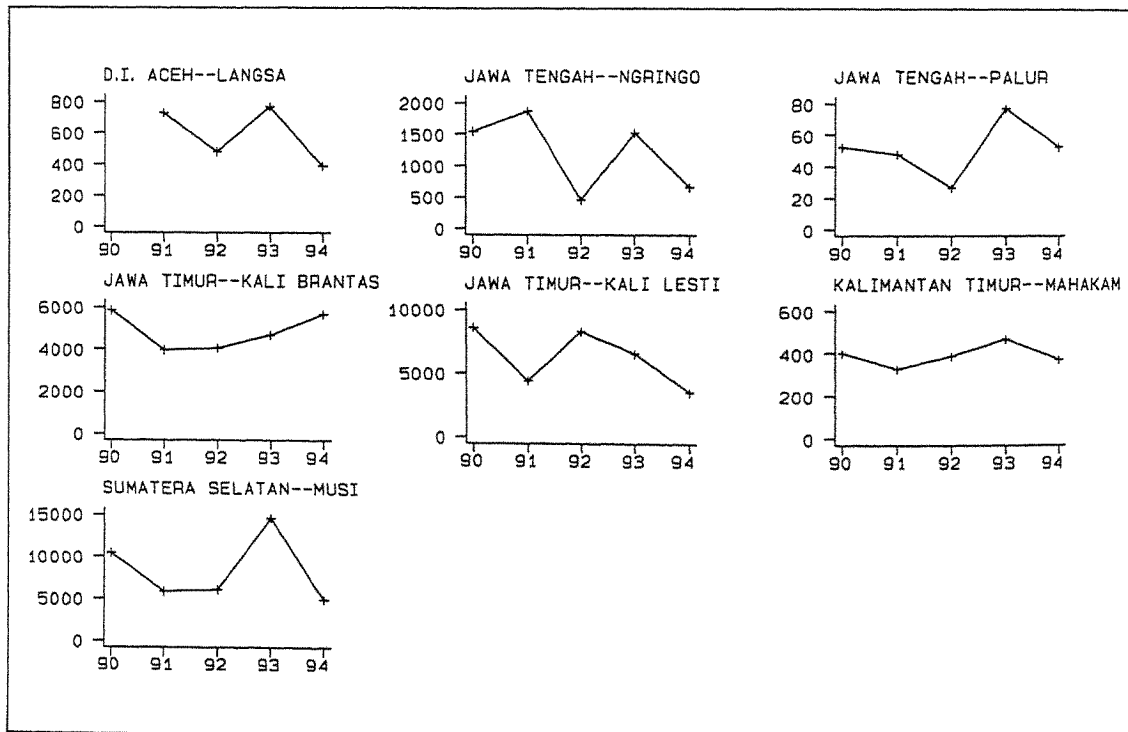 D.I. ACEH--LANGSA
800
600
400
200
0
90 91 92 93 94
JAWA TENGAH--NGRINGO
2000
1500
1000
500
0
90 91 92 93 94
JAWA TENGAH--PALUR
80
60
40
20
0
90 91 92 93 94
JAWA TIMUR--KALI BRANTAS
6000
4000
2000
0
90 91 92 93 94
JAWA TIMUR--KALI LESTI
10000
5000
0
90 91 92 93 94
KALIMANTAN TIMUR--MAHAKAM
600
400
200
0
90 91 92 93 94
SUMATERA SELATAN--MUSI
15000
10000
5000
0
90 91 92 93 94